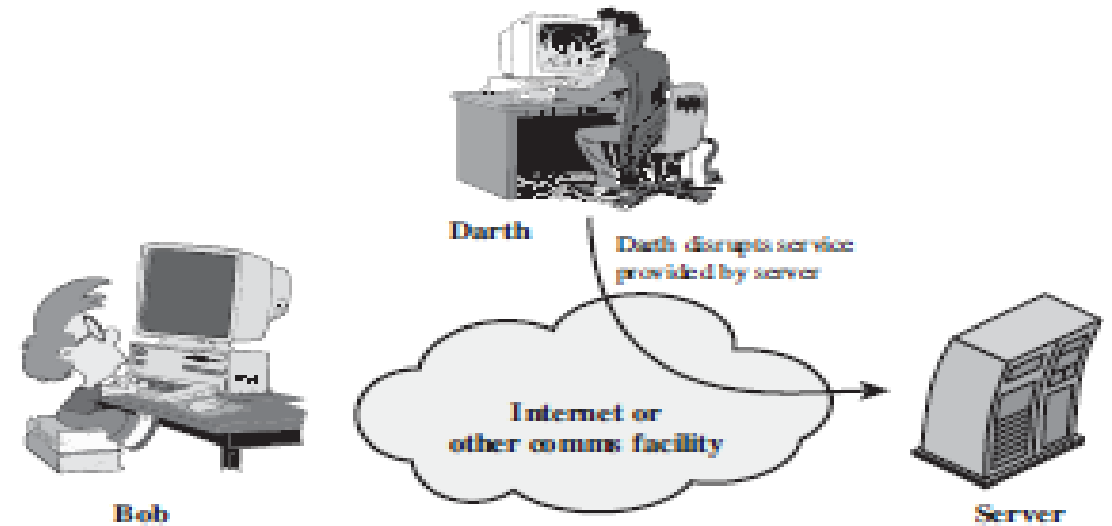 Darth
Darth disrupts service
provided by server
Internet or
other comms facility
Bob
Server